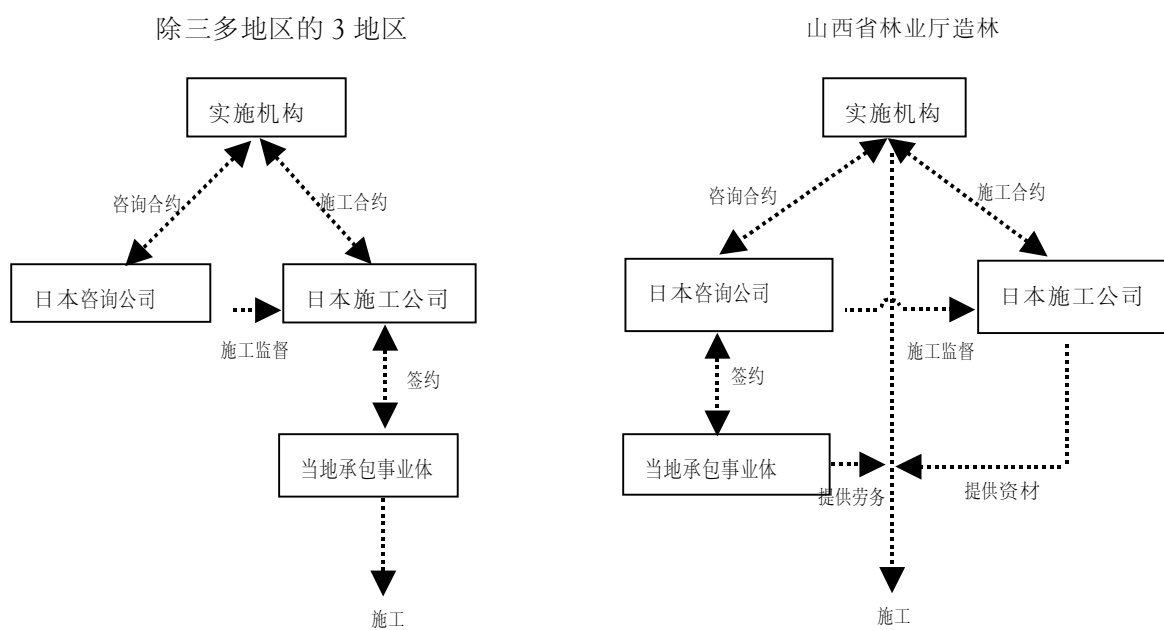 除三多地区的 3 地区
实施机构
咨询合约
施工合约
日本咨询公司
日本施工公司
施工监督
签约
当地承包事业体
施工
山西省林业厅造林
实施机构
咨询合约
施工合约
日本咨询公司
日本施工公司
施工监督
签约
当地承包事业体
提供劳务
提供资材
施工